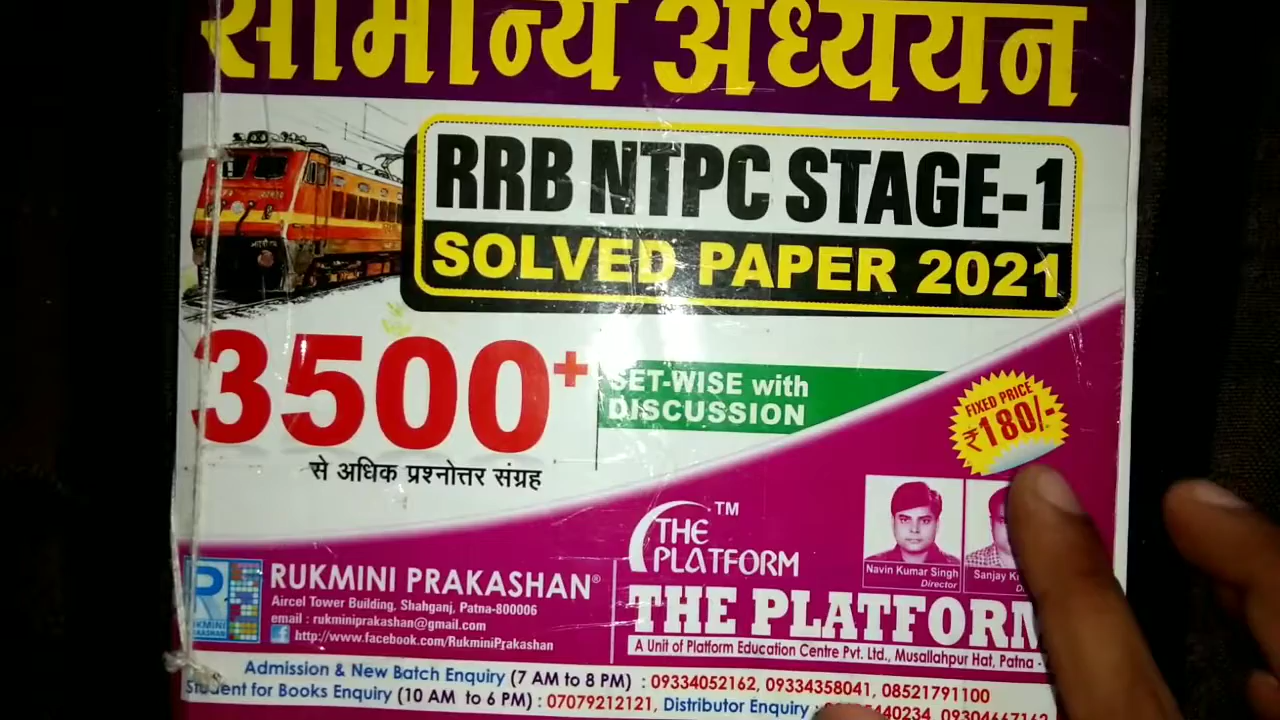 सामान्य अध्ययन
RRB NTPC STAGE-1
SOLVED PAPER 2021
3500+
से अधिक प्रश्नोत्तर संग्रह
SET-WISE with
DISCUSSION
FIXED PRICE
₹180/-
THE PLATFORM TM
Navin Kumar Singh
Director
Sanjay
RUKMINI PRAKASHAN®
Aircel Tower Building, Shahganj, Patna-800006
email : rukminiprakashan@gmail.com
http://www.facebook.com/RukminiPrakashan
THE PLATFORM
A Unit of Platform Education Centre Pvt. Ltd., Musallahpur Hat, Patna -
Admission & New Batch Enquiry (7 AM to 8 PM) : 09334052162, 09334358041, 08521791100
Student for Books Enquiry (10 AM to 6 PM) : 07079212121, Distributor Enquiry